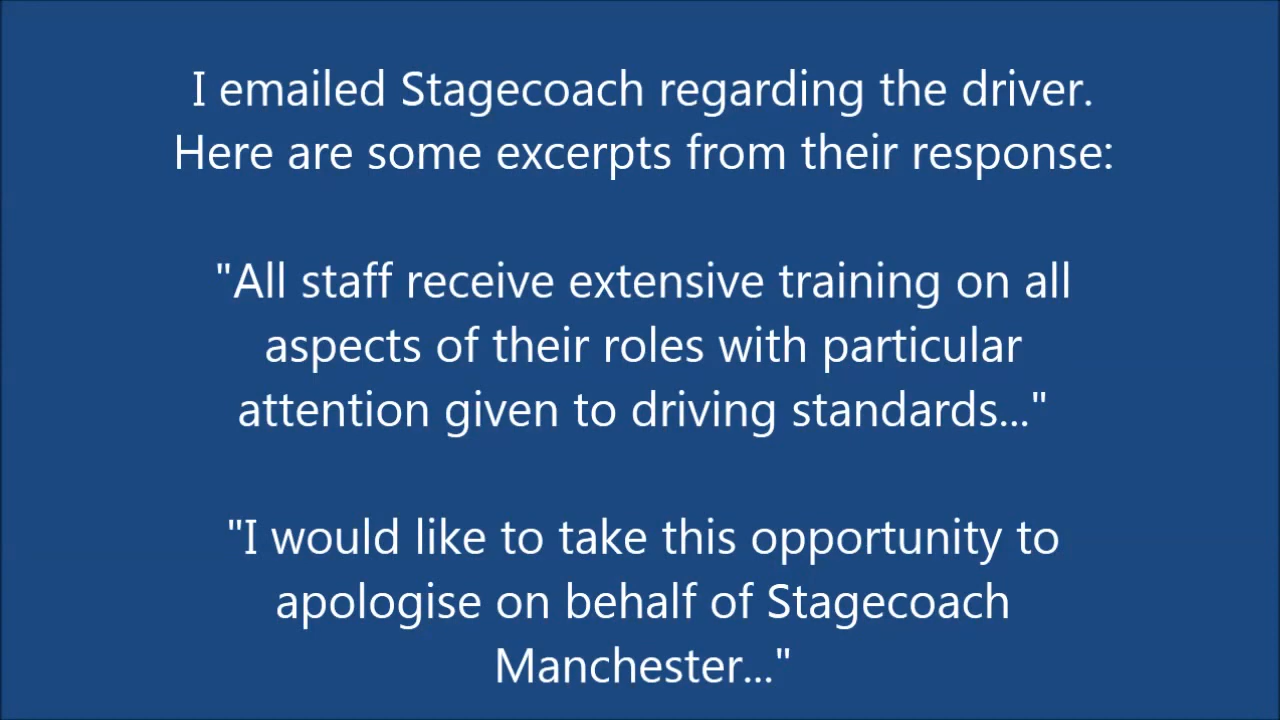 I emailed Stagecoach regarding the driver.
Here are some excerpts from their response:
"All staff receive extensive training on all
aspects of their roles with particular
attention given to driving standards..."
"I would like to take this opportunity to
apologise on behalf of Stagecoach
Manchester..."